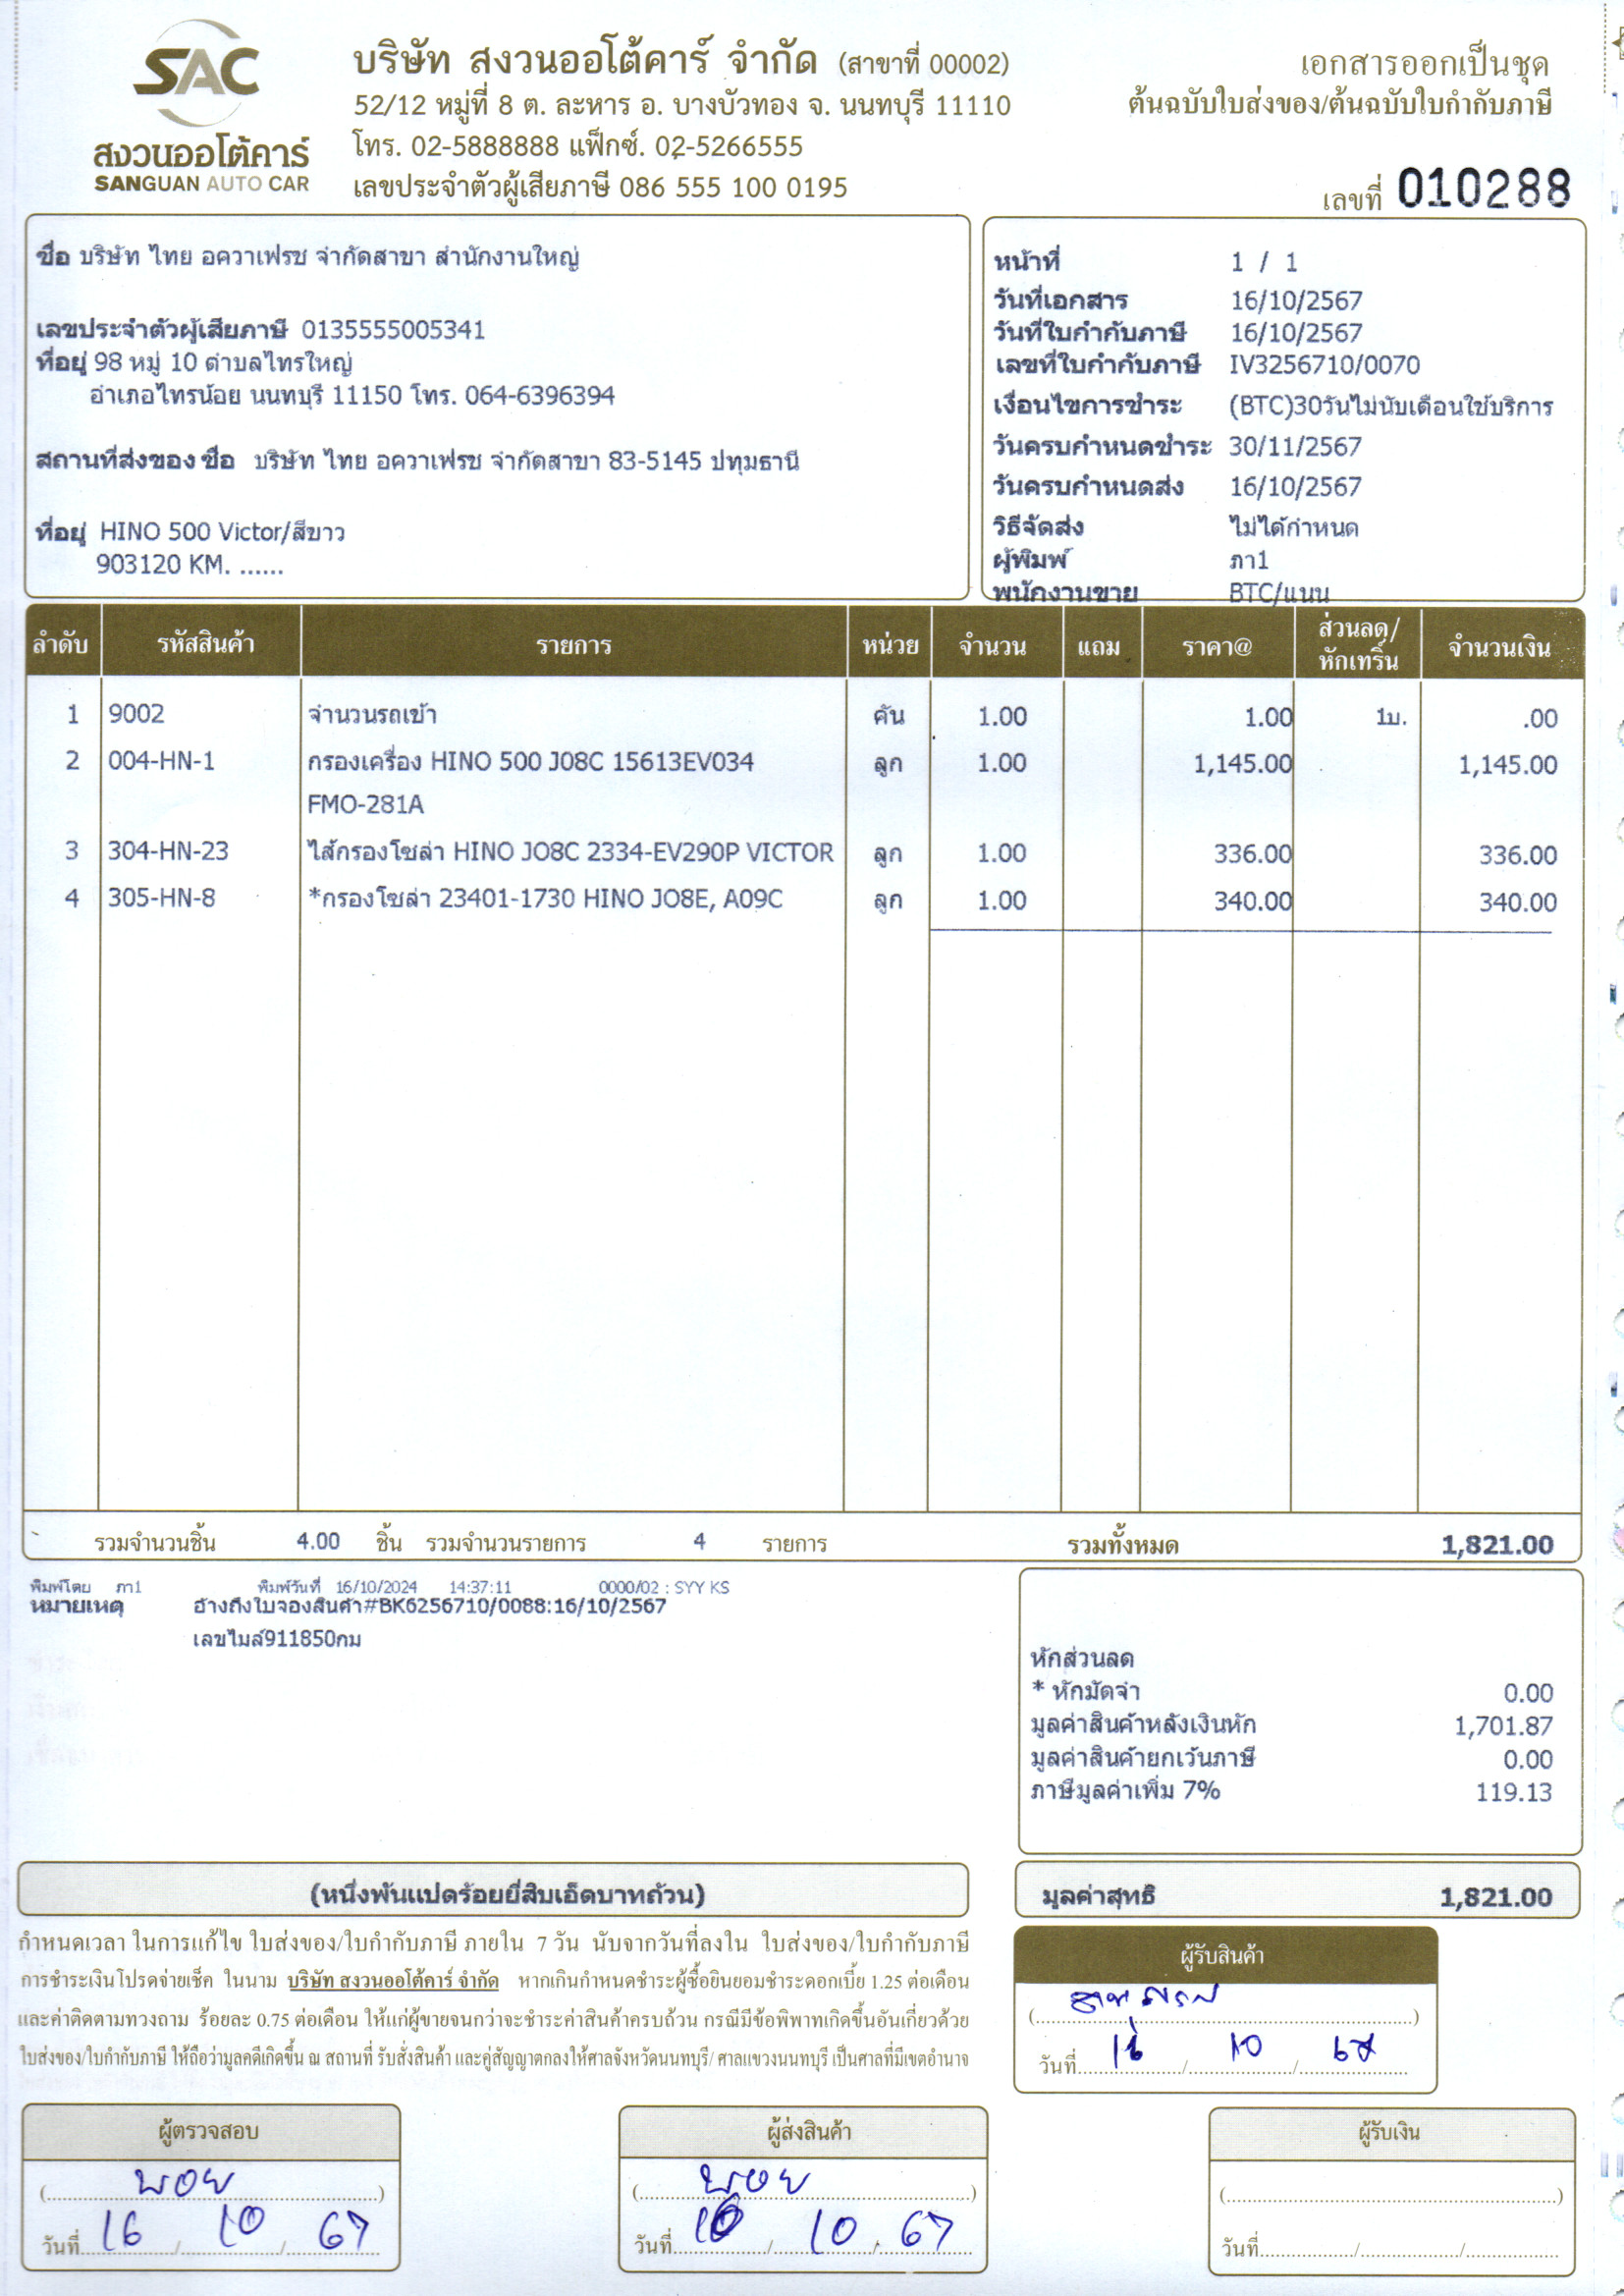 SAC
สงวนออโต้คาร์
SANGUAN AUTO CAR
บริษัท สงวนออโต้คาร์ จำกัด (สาขาที่ 00002)
52/12 หมู่ที่ 8 ต. ละหาร อ. บางบัวทอง จ. นนทบุรี 11110
โทร. 02-5888888 แฟ็กซ์. 02-5266555
เลขประจำตัวผู้เสียภาษี 086 555 100 0195
เอกสารออกเป็นชุด
ต้นฉบับใบส่งของ/ต้นฉบับใบกำกับภาษี
เลขที่ 010288
ชื่อ บริษัท ไทย อควาเฟรช จำกัดสาขา สำนักงานใหญ่
เลขประจำตัวผู้เสียภาษี 0135555005341
ที่อยู่ 98 หมู่ 10 ตำบลไทรใหญ่
อำเภอไทรน้อย นนทบุรี 11150 โทร. 064-6396394
สถานที่ส่งของ ชื่อ บริษัท ไทย อควาเฟรช จำกัดสาขา 83-5145 ปทุมธานี
ที่อยู่ HINO 500 Victor/สีขาว
903120 KM. ......
หน้าที่ 1 / 1
วันที่เอกสาร 16/10/2567
วันที่ใบกำกับภาษี 16/10/2567
เลขที่ใบกำกับภาษี IV3256710/0070
เงื่อนไขการชำระ (BTC)30วันไม่นับเดือนใช้บริการ
วันครบกำหนดชำระ 30/11/2567
วันครบกำหนดส่ง 16/10/2567
วิธีจัดส่ง ไม่ได้กำหนด
ผู้พิมพ์ ภา1
พนักงานขาย BTC/แนน
ลำดับ รหัสสินค้า รายการ หน่วย จำนวน แถม ราคา@ ส่วนลด/หักเทริ์น จำนวนเงิน
1 9002 จำนวนรถเข้า คัน 1.00 1.00 1บ. .00
2 004-HN-1 กรองเครื่อง HINO 500 J08C 15613EV034 ลูก 1.00 1,145.00 1,145.00
FMO-281A
3 304-HN-23 ไส้กรองโซล่า HINO JO8C 2334-EV290P VICTOR ลูก 1.00 336.00 336.00
4 305-HN-8 *กรองโซล่า 23401-1730 HINO JO8E, A09C ลูก 1.00 340.00 340.00
รวมจำนวนชิ้น 4.00 ชิ้น รวมจำนวนรายการ 4 รายการ รวมทั้งหมด 1,821.00
พิมพ์โดย ภา1 พิมพ์วันที่ 16/10/2024 14:37:11 0000/02 : SYY KS
หมายเหตุ อ้างถึงใบจองสินค้า#BK6256710/0088:16/10/2567
เลขไมล์911850กม
หักส่วนลด
* หักมัดจำ 0.00
มูลค่าสินค้าหลังเงินหัก 1,701.87
มูลค่าสินค้ายกเว้นภาษี 0.00
ภาษีมูลค่าเพิ่ม 7% 119.13
(หนึ่งพันแปดร้อยยี่สิบเอ็ดบาทถ้วน)
มูลค่าสุทธิ 1,821.00
กำหนดเวลา ในการแก้ไข ใบส่งของ/ใบกำกับภาษี ภายใน 7 วัน นับจากวันที่ลงใน ใบส่งของ/ใบกำกับภาษี
การชำระเงินโปรดจ่ายเช็ค ในนาม บริษัท สงวนออโต้คาร์ จำกัด หากเกินกำหนดชำระผู้ซื้อยินยอมชำระดอกเบี้ย 1.25 ต่อเดือน
และค่าติดตามทวงถาม ร้อยละ 0.75 ต่อเดือน ให้แก่ผู้ขายจนกว่าจะชำระค่าสินค้าครบถ้วน กรณีมีข้อพิพาทเกิดขึ้นอันเกี่ยวด้วย
ใบส่งของ/ใบกำกับภาษี ให้ถือว่ามูลคดีเกิดขึ้น ณ สถานที่ รับสั่งสินค้า และคู่สัญญาตกลงให้ศาลจังหวัดนนทบุรี/ ศาลแขวงนนทบุรี เป็นศาลที่มีเขตอำนาจ
ผู้รับสินค้า
วันที่ 16 / 10 / 67
ผู้ตรวจสอบ
(พลอย)
วันที่ 16 / 10 / 67
ผู้ส่งสินค้า
วันที่ 16 / 10 / 67
ผู้รับเงิน
วันที่ / /